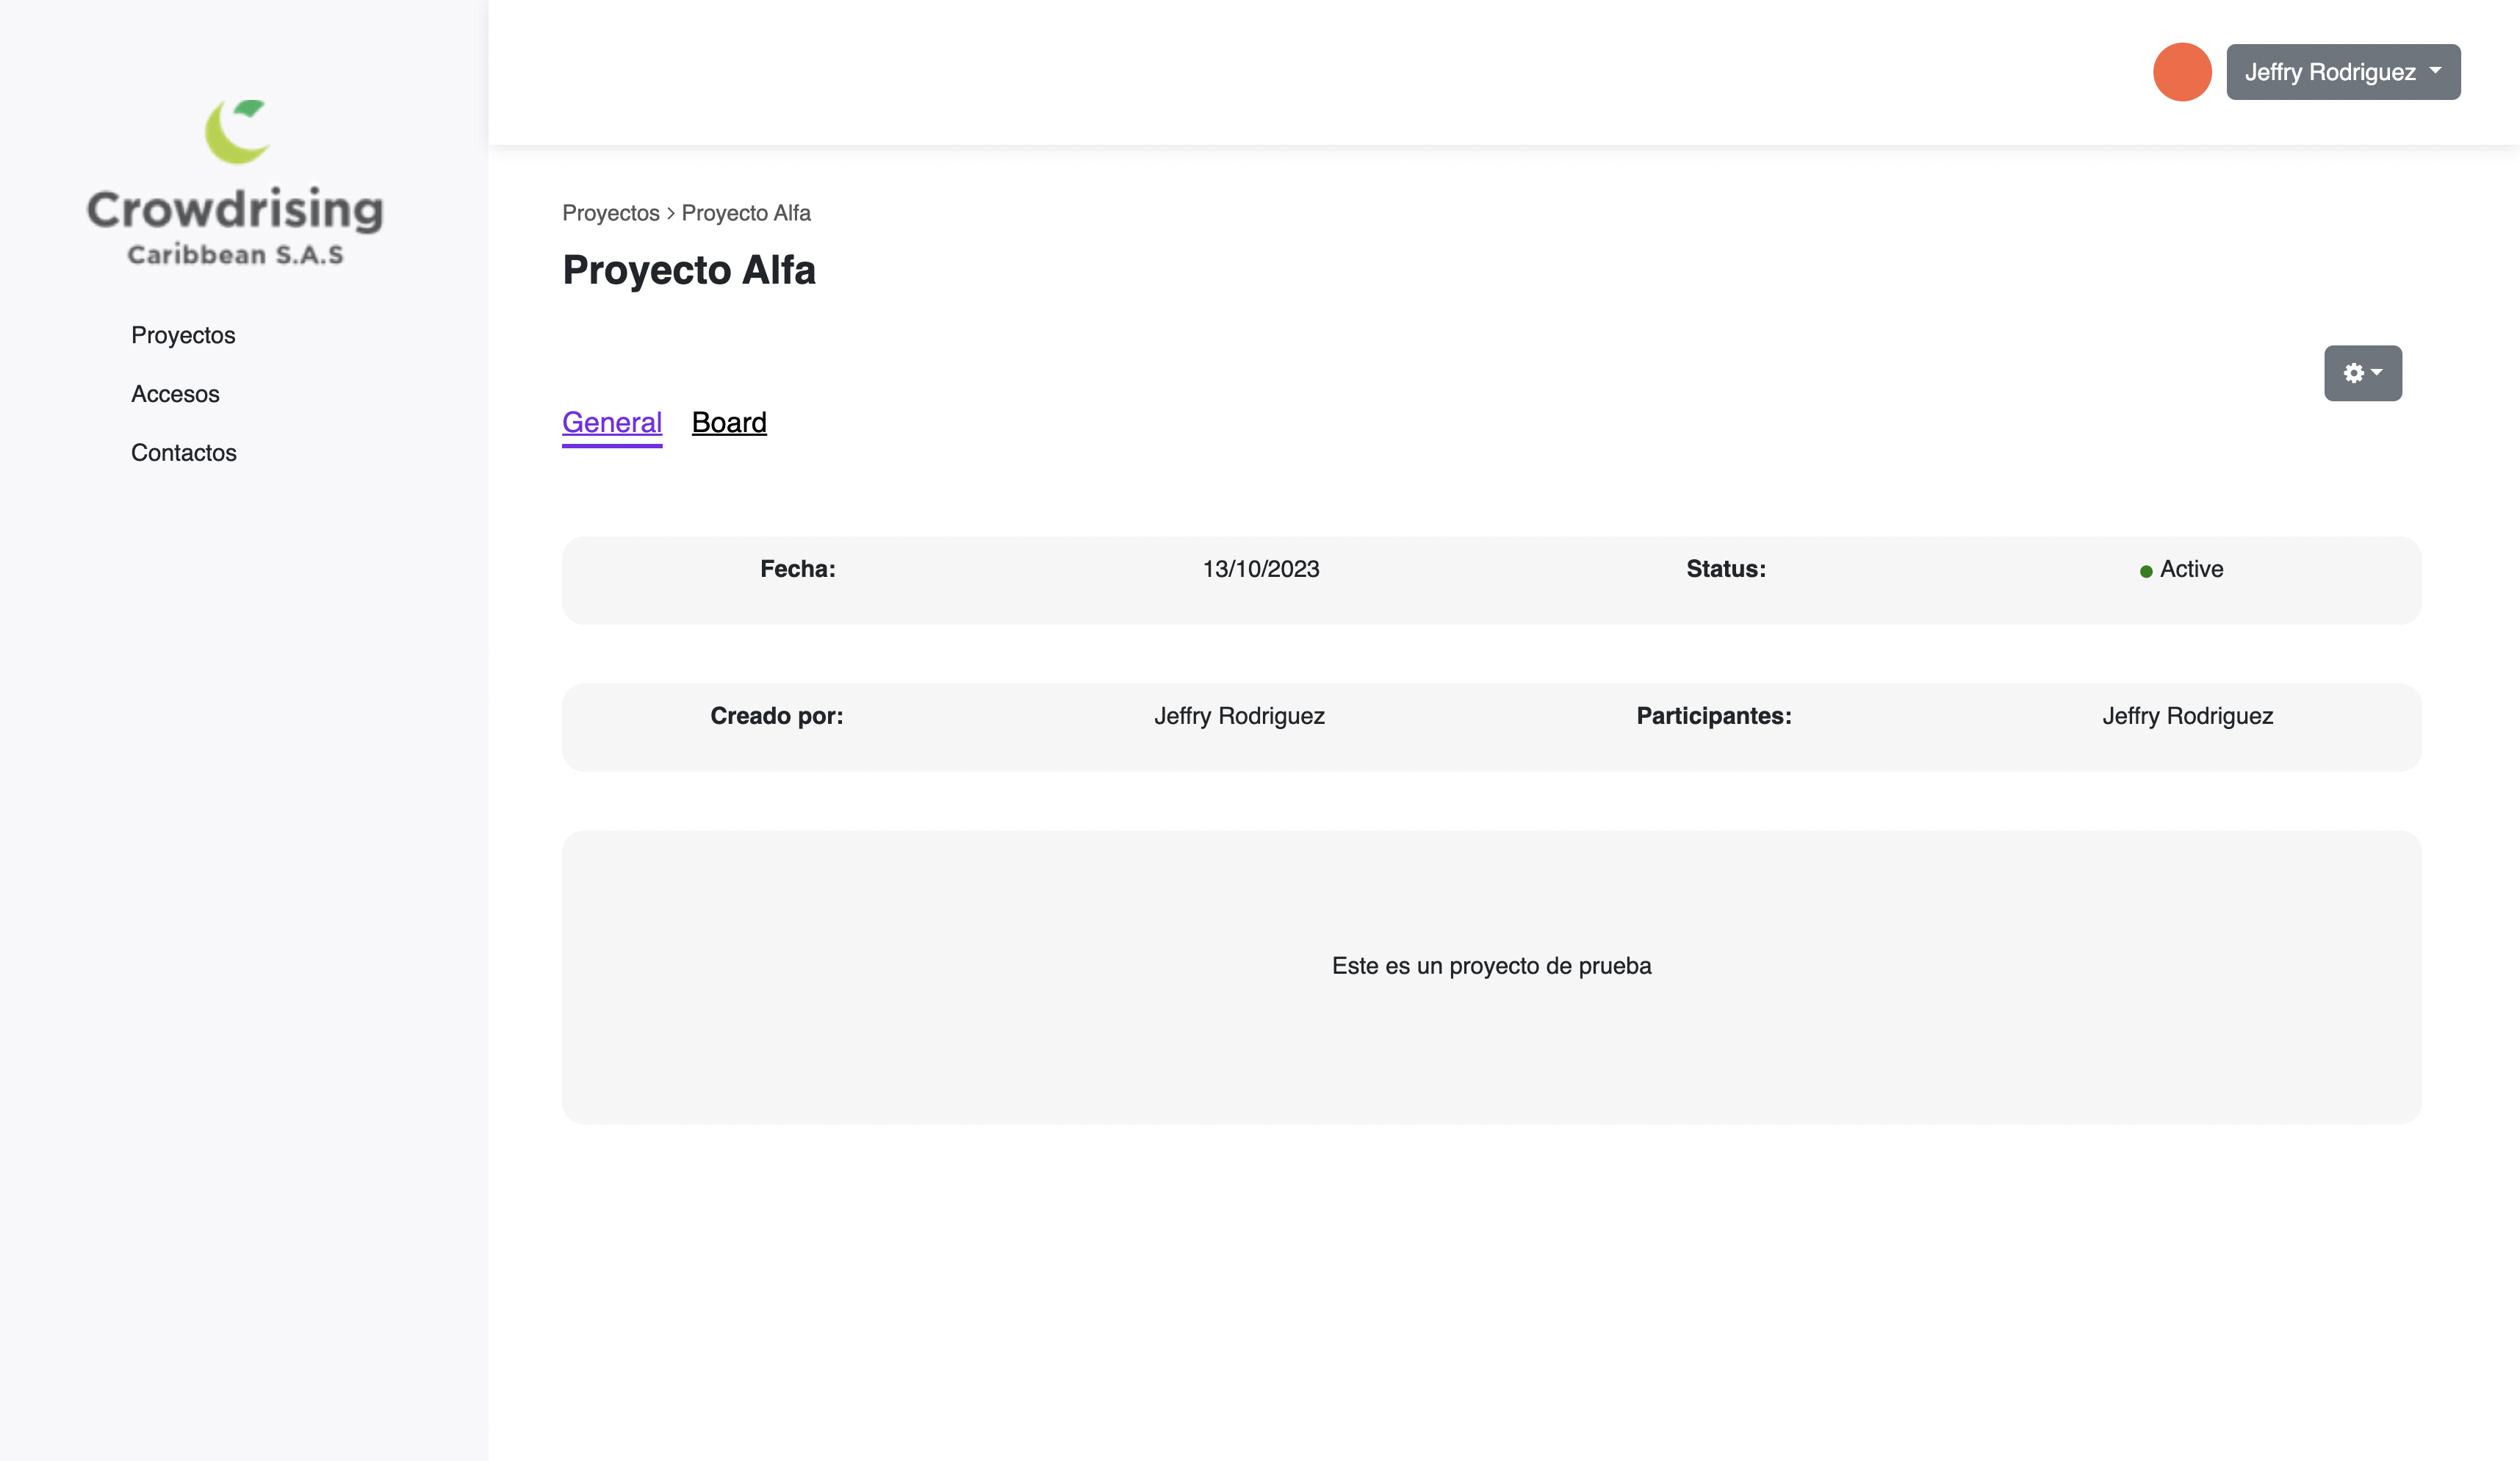 Crowdrising
Caribbean S.A.S
Proyectos
Accesos
Contactos
Jeffry Rodriguez
Proyectos > Proyecto Alfa
Proyecto Alfa
General Board
Fecha: 13/10/2023 Status: Active
Creado por: Jeffry Rodriguez Participantes: Jeffry Rodriguez
Este es un proyecto de prueba